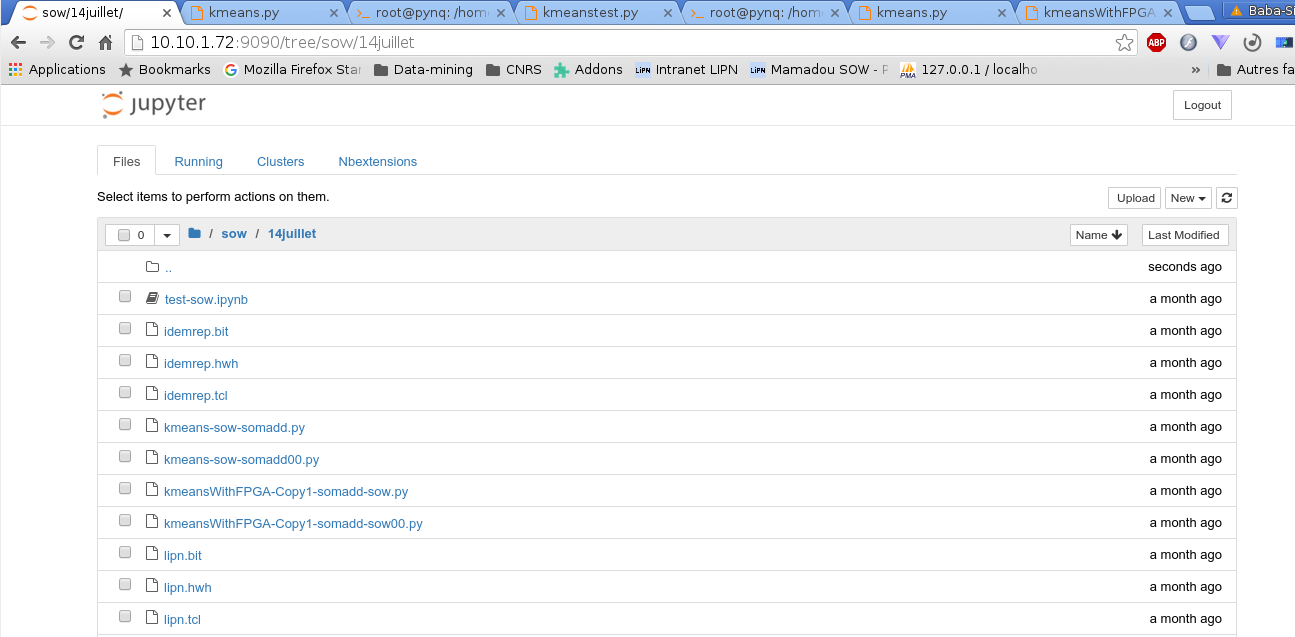 sow/14juillet/ kmeans.py root@pynq: /hom kmeanstest.py root@pynq: /hom kmeans.py kmeansWithFPGA Baba-Si
10.10.1.72:9090/tree/sow/14juillet ABP
Applications Bookmarks Mozilla Firefox Star Data-mining CNRS Addons LIPN Intranet LIPN LIPN Mamadou SOW - P PMA 127.0.0.1 / localho » Autres fa
jupyter Logout
Files Running Clusters Nbextensions
Select items to perform actions on them. Upload New
0 / sow / 14juillet Name Last Modified
.. seconds ago
test-sow.ipynb a month ago
idemrep.bit a month ago
idemrep.hwh a month ago
idemrep.tcl a month ago
kmeans-sow-somadd.py a month ago
kmeans-sow-somadd00.py a month ago
kmeansWithFPGA-Copy1-somadd-sow.py a month ago
kmeansWithFPGA-Copy1-somadd-sow00.py a month ago
lipn.bit a month ago
lipn.hwh a month ago
lipn.tcl a month ago